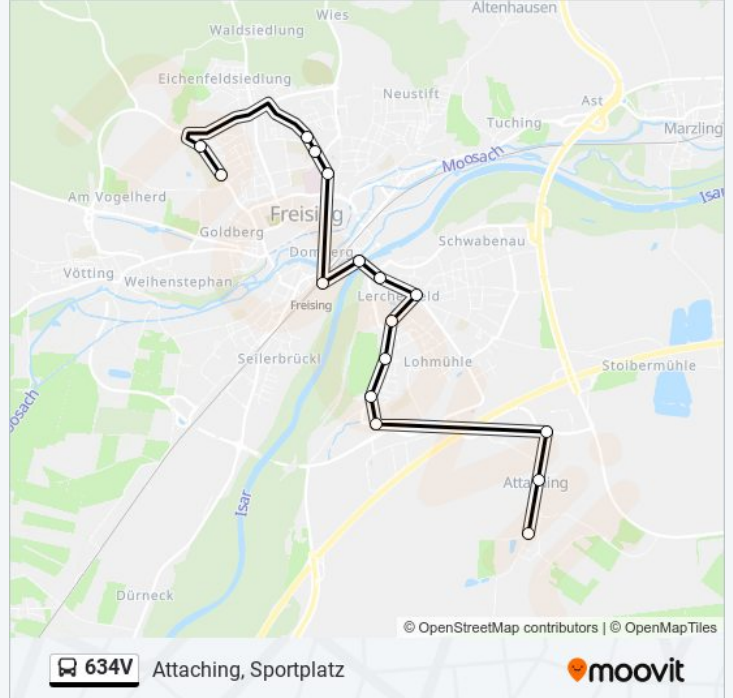 Wies
Altenhausen
Waldsiedlung
Eichenfeldsiedlung
Neustift
Ast
Tuching
Marzling
Moosach
Am Vogelherd
Isar
Freising
Goldberg
Schwabenau
Domberg
Vötting
Weihenstephan
Lerchenfeld
Freising
Seilerbrückl
Lohmühle
Stoibermühle
oosach
Attaching
Isar
Dürneck
© OpenStreetMap contributors | © OpenMapTiles
634V Attaching, Sportplatz
moovit